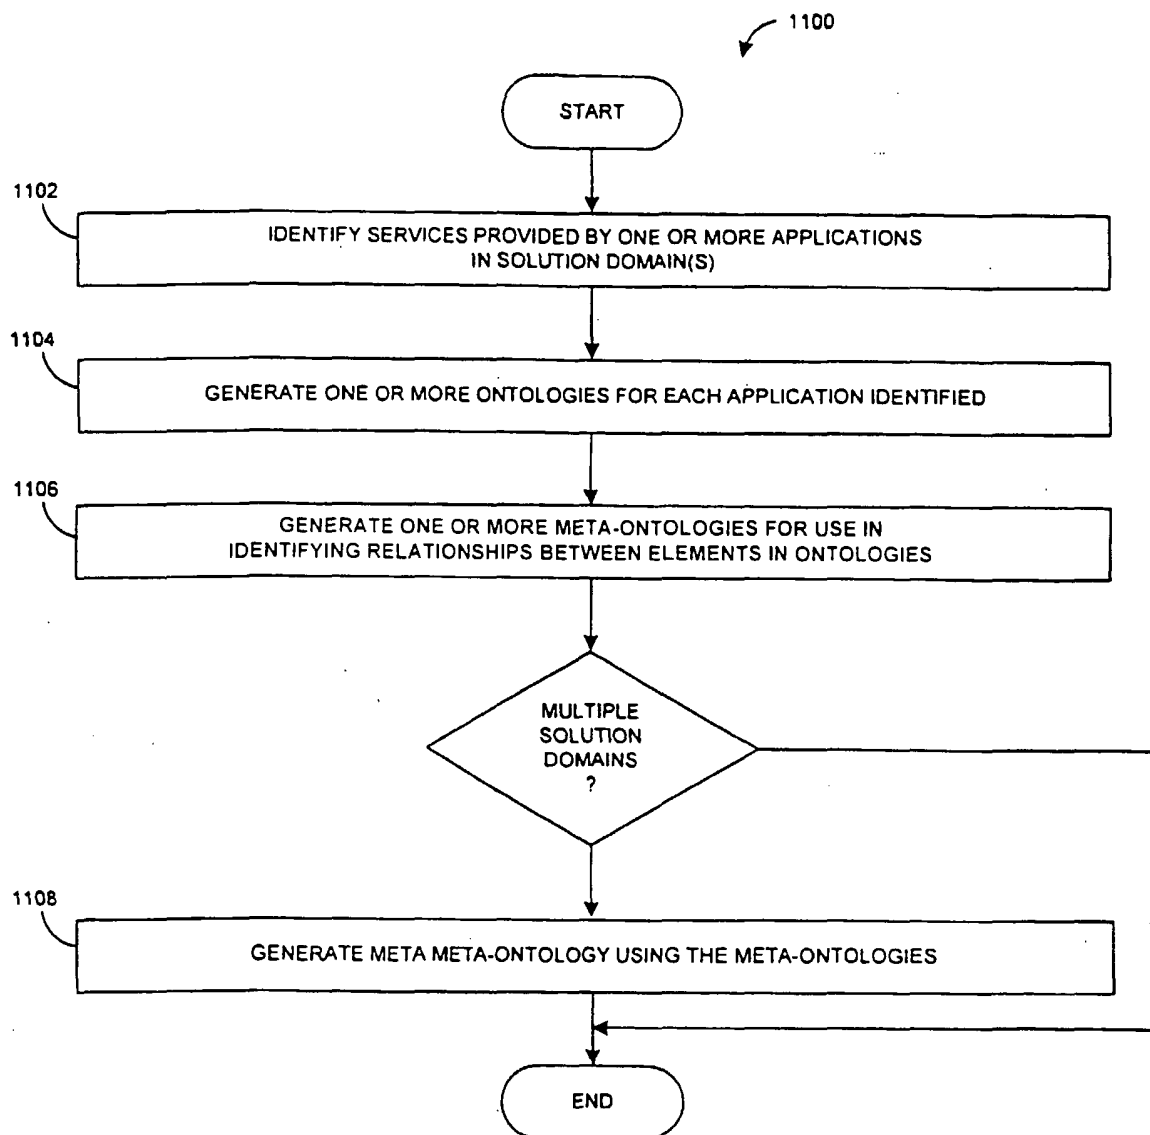 1100
START
1102
IDENTIFY SERVICES PROVIDED BY ONE OR MORE APPLICATIONS
IN SOLUTION DOMAIN(S)
1104
GENERATE ONE OR MORE ONTOLOGIES FOR EACH APPLICATION IDENTIFIED
1106
GENERATE ONE OR MORE META-ONTOLOGIES FOR USE IN
IDENTIFYING RELATIONSHIPS BETWEEN ELEMENTS IN ONTOLOGIES
MULTIPLE
SOLUTION
DOMAINS
?
1108
GENERATE META META-ONTOLOGY USING THE META-ONTOLOGIES
END